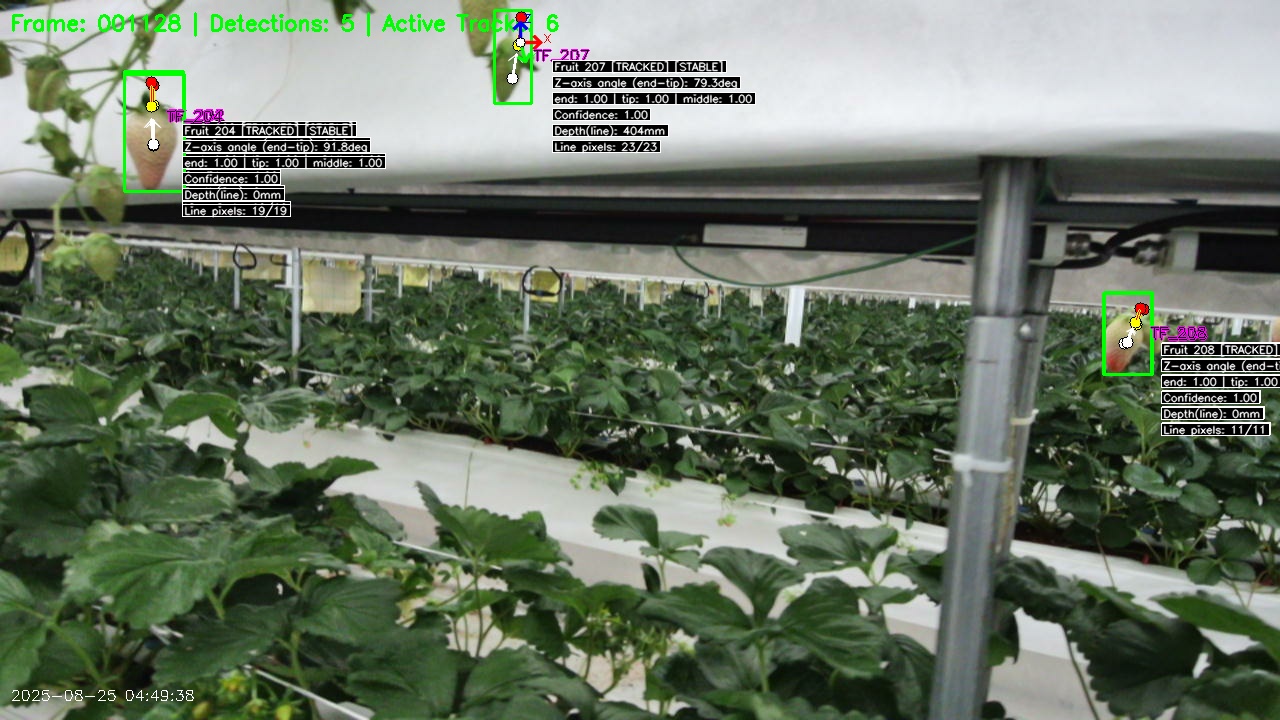 Frame: 001128 | Detections: 5 | Active Track 6
X
TF_207
Fruit 207 [TRACKED] [STABLE]
Z-axis angle (end-tip): 79.3deg
end: 1.00 | tip: 1.00 | middle: 1.00
Confidence: 1.00
Depth(line): 404mm
Line pixels: 23/23
TF_204
Fruit 204 [TRACKED] [STABLE]
Z-axis angle (end-tip): 91.8deg
end: 1.00 | tip: 1.00 | middle: 1.00
Confidence: 1.00
Depth(line): 0mm
Line pixels: 19/19
TF_208
Fruit 208 [TRACKED]
Z-axis angle (end-t
end: 1.00 | tip: 1.00
Confidence: 1.00
Depth(line): 0mm
Line pixels: 11/11
2025-08-25 04:49:38